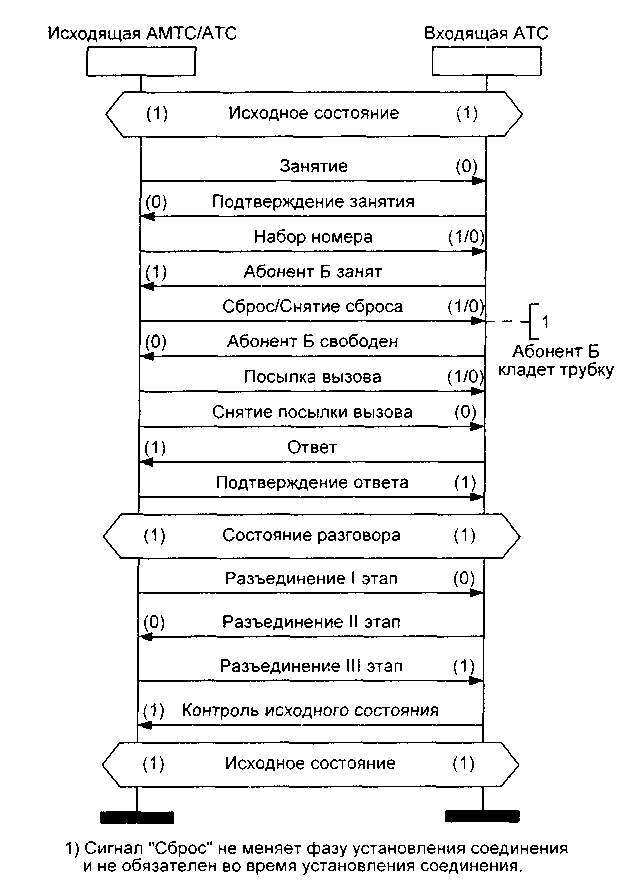 Исходящая АМТС/АТС Входящая АТС
(1) Исходное состояние (1)
Занятие (0)
(0) Подтверждение занятия
Набор номера (1/0)
(1) Абонент Б занят
Сброс/Снятие сброса (1/0) 1
(0) Абонент Б свободен
Абонент Б
кладет трубку
Посылка вызова (1/0)
Снятие посылки вызова (0)
(1) Ответ
Подтверждение ответа (1)
(1) Состояние разговора (1)
Разъединение I этап (0)
(0) Разъединение II этап
Разъединение III этап (1)
(1) Контроль исходного состояния
(1) Исходное состояние (1)
1) Сигнал "Сброс" не меняет фазу установления соединения
и не обязателен во время установления соединения.